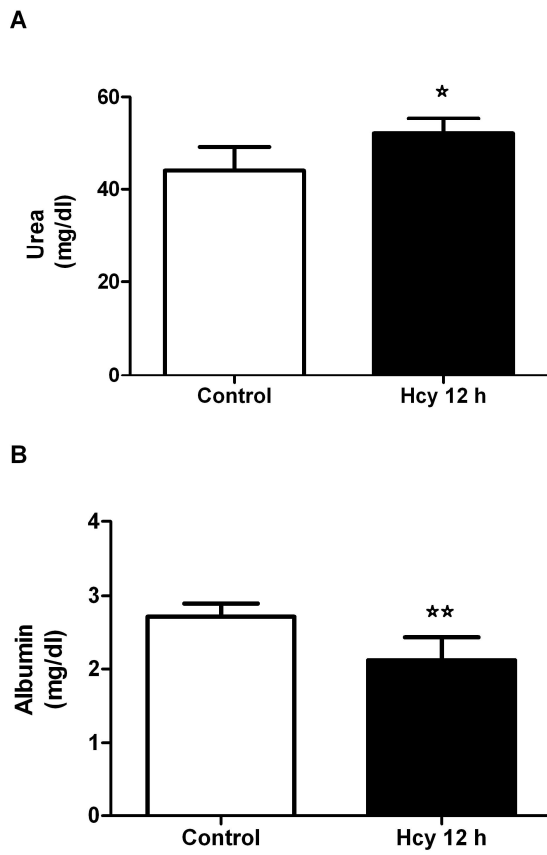 A
Urea
(mg/dl)
60
40
20
0
☆
Control
Hcy 12 h
B
Albumin
(mg/dl)
4
3
2
1
0
☆☆
Control
Hcy 12 h